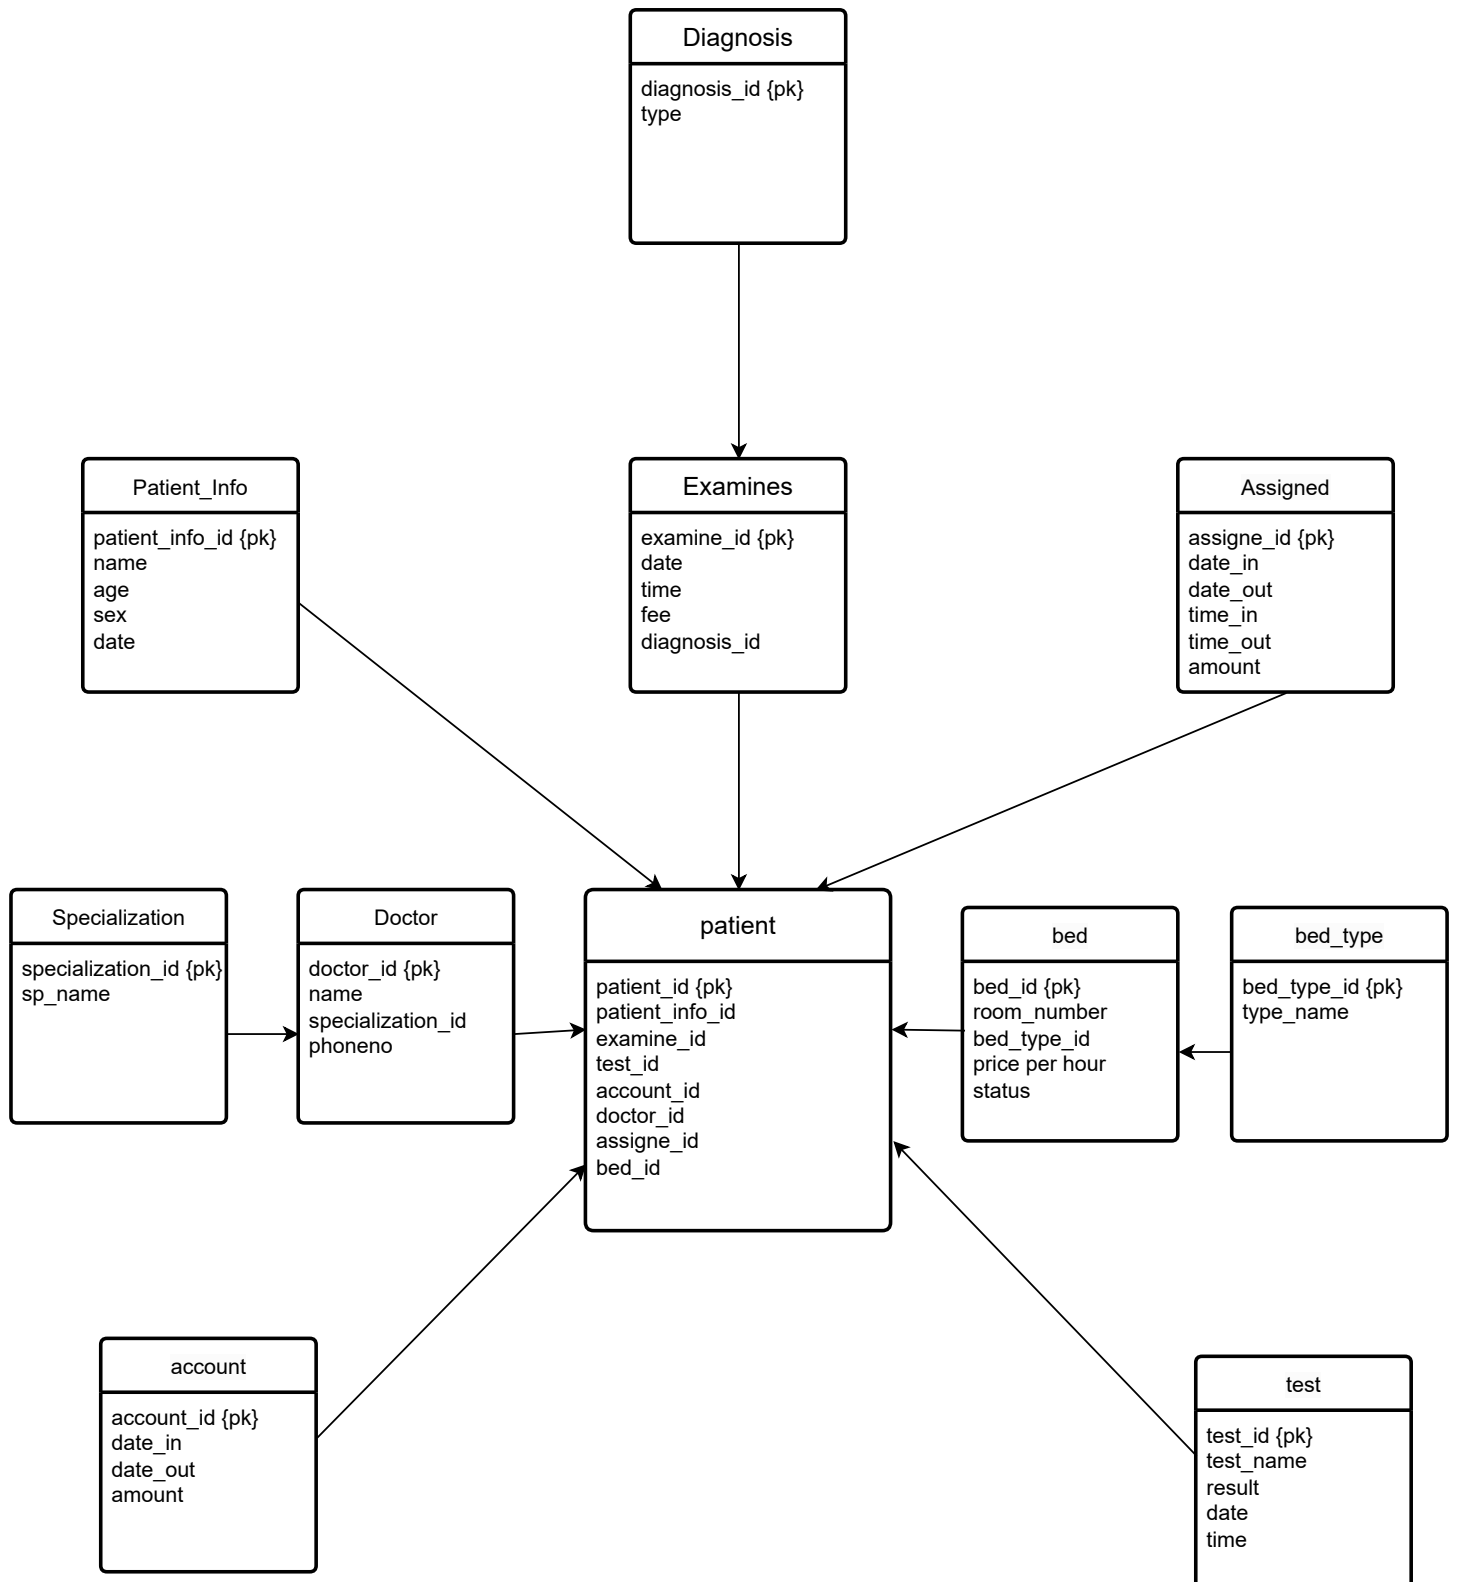 Diagnosis
diagnosis_id {pk}
type
Patient_Info
patient_info_id {pk}
name
age
sex
date
Examines
examine_id {pk}
date
time
fee
diagnosis_id
Assigned
assigne_id {pk}
date_in
date_out
time_in
time_out
amount
Specialization
specialization_id {pk}
sp_name
Doctor
doctor_id {pk}
name
specialization_id
phoneno
patient
patient_id {pk}
patient_info_id
examine_id
test_id
account_id
doctor_id
assigne_id
bed_id
bed
bed_id {pk}
room_number
bed_type_id
price per hour
status
bed_type
bed_type_id {pk}
type_name
account
account_id {pk}
date_in
date_out
amount
test
test_id {pk}
test_name
result
date
time